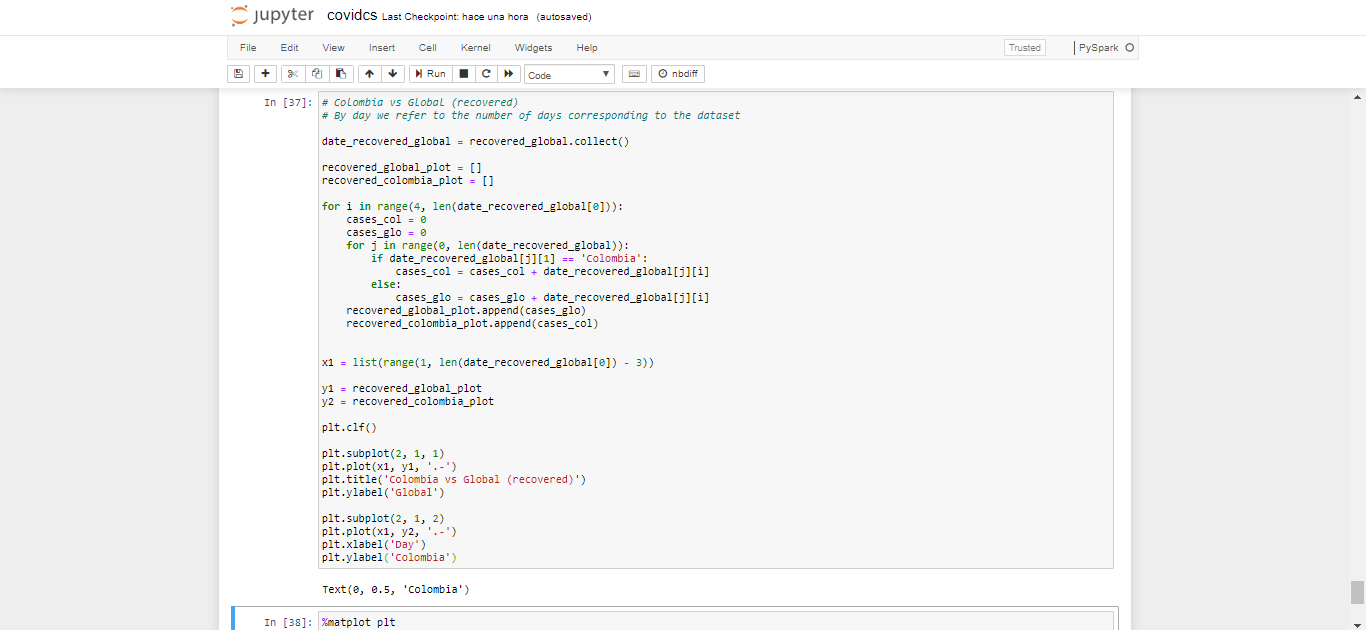 jupyter covidcs Last Checkpoint: hace una hora (autosaved)
File Edit View Insert Cell Kernel Widgets Help Trusted PySpark
Run Code nbdiff
In [37]: # Colombia vs Global (recovered)
# By day we refer to the number of days corresponding to the dataset
date_recovered_global = recovered_global.collect()
recovered_global_plot = []
recovered_colombia_plot = []
for i in range(4, len(date_recovered_global[0])):
    cases_col = 0
    cases_glo = 0
    for j in range(0, len(date_recovered_global)):
        if date_recovered_global[j][1] == 'Colombia':
            cases_col = cases_col + date_recovered_global[j][i]
        else:
            cases_glo = cases_glo + date_recovered_global[j][i]
    recovered_global_plot.append(cases_glo)
    recovered_colombia_plot.append(cases_col)
x1 = list(range(1, len(date_recovered_global[0]) - 3))
y1 = recovered_global_plot
y2 = recovered_colombia_plot
plt.clf()
plt.subplot(2, 1, 1)
plt.plot(x1, y1, '.-')
plt.title('Colombia vs Global (recovered)')
plt.ylabel('Global')
plt.subplot(2, 1, 2)
plt.plot(x1, y2, '.-')
plt.xlabel('Day')
plt.ylabel('Colombia')
Text(0, 0.5, 'Colombia')
In [38]: %matplot plt